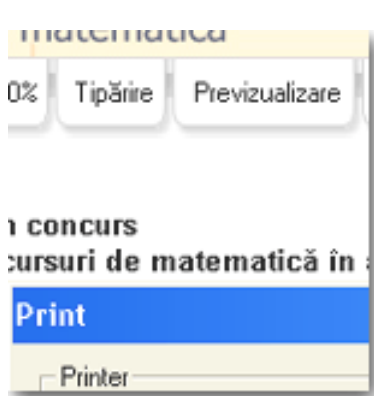 matematica
0% Tipărire Previzualizare
concurs
cursuri de matematică în
Print
Printer